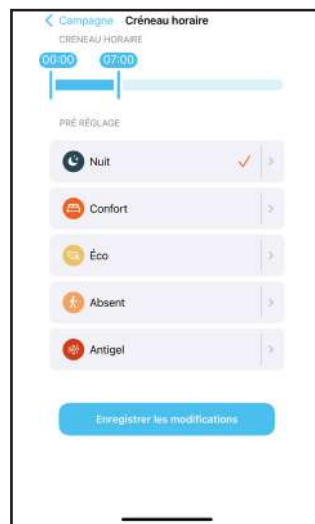 Campagne Créneau horaire
CRÉNEAU HORAIRE
00:00 07:00
PRÉ RÉGLAGE
Nuit
Confort
Éco
Absent
Antigel
Enregistrer les modifications